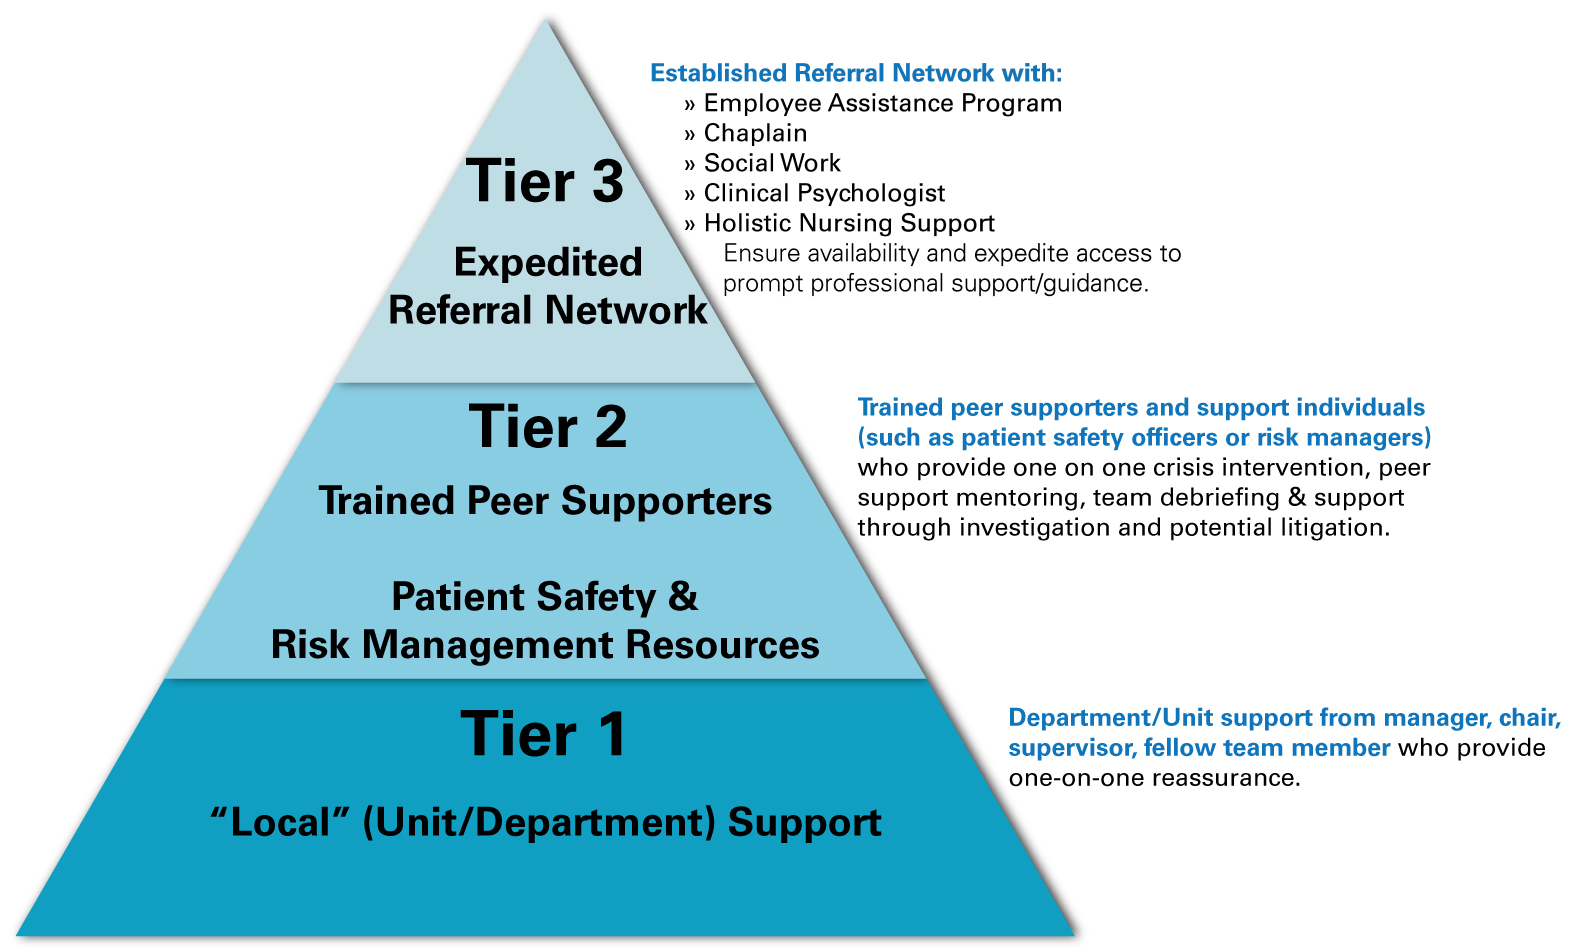 Established Referral Network with:
» Employee Assistance Program
» Chaplain
» Social Work
» Clinical Psychologist
» Holistic Nursing Support
Ensure availability and expedite access to
prompt professional support/guidance.
Tier 3
Expedited
Referral Network
Tier 2
Trained Peer Supporters
Patient Safety &
Risk Management Resources
Trained peer supporters and support individuals
(such as patient safety officers or risk managers)
who provide one on one crisis intervention, peer
support mentoring, team debriefing & support
through investigation and potential litigation.
Tier 1
“Local” (Unit/Department) Support
Department/Unit support from manager, chair,
supervisor, fellow team member who provide
one-on-one reassurance.